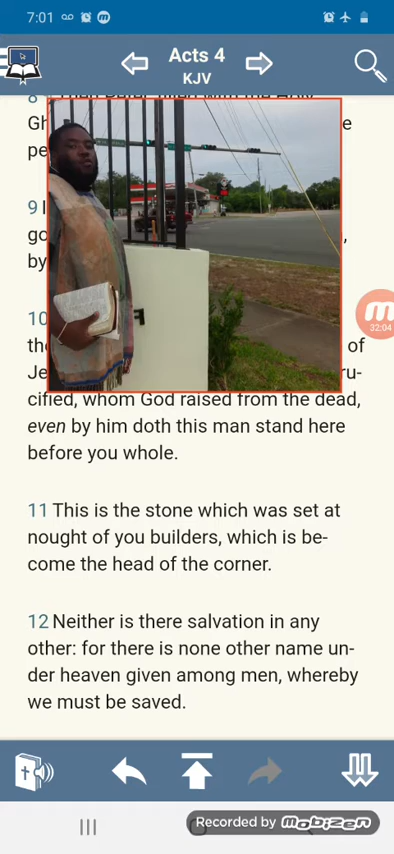 7:01
Acts 4
KJV
Gh
e
pe
9
go
,
by
10
the of
Je ru-
cified, whom God raised from the dead,
even by him doth this man stand here
before you whole.
11 This is the stone which was set at
nought of you builders, which is be-
come the head of the corner.
12 Neither is there salvation in any
other: for there is none other name un-
der heaven given among men, whereby
we must be saved.
32:04
Recorded by mobizen